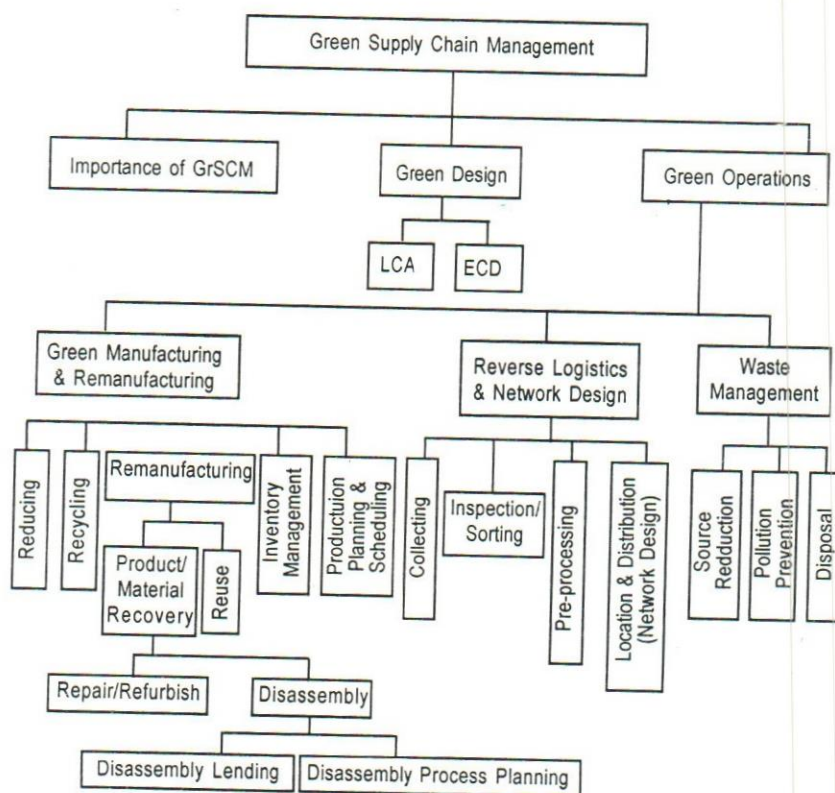 Green Supply Chain Management
Importance of GrSCM
Green Design
Green Operations
LCA
ECD
Green Manufacturing
& Remanufacturing
Reverse Logistics
& Network Design
Waste
Management
Reducing
Recycling
Remanufacturing
Product/
Material
Recovery
Reuse
Inventory
Management
Productuion
Planning &
Scheduling
Collecting
Inspection/
Sorting
Pre-processing
Location & Distribution
(Network Design)
Source
Redduction
Pollution
Prevention
Disposal
Repair/Refurbish
Disassembly
Disassembly Lending
Disassembly Process Planning